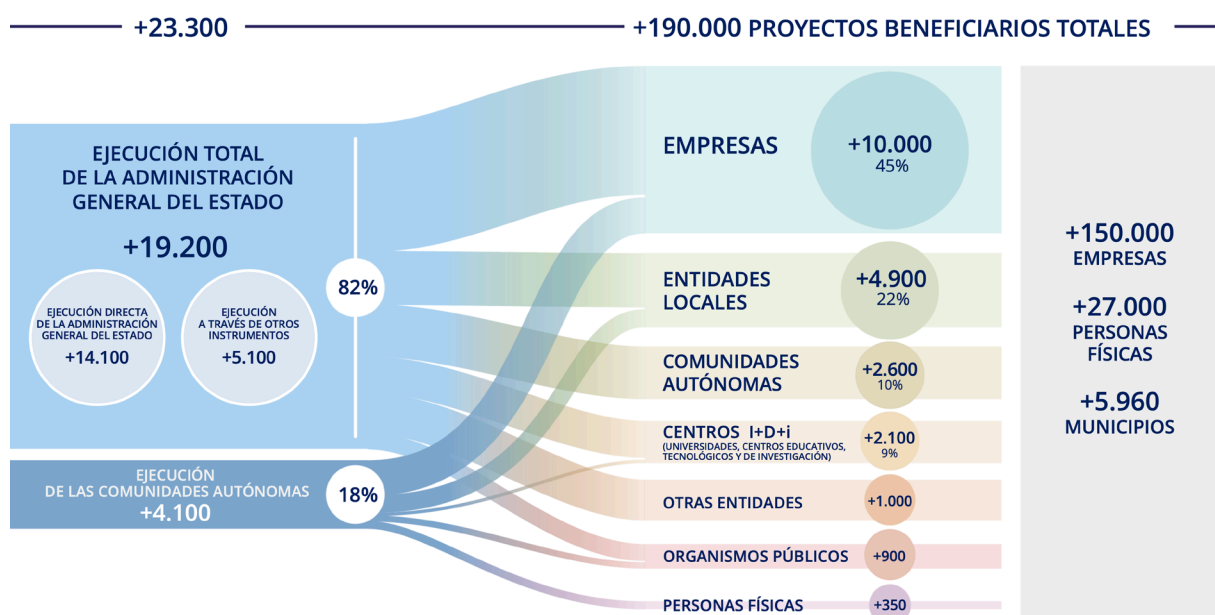 +23.300
+190.000 PROYECTOS BENEFICIARIOS TOTALES
EJECUCIÓN TOTAL
DE LA ADMINISTRACIÓN
GENERAL DEL ESTADO
+19.200
EJECUCIÓN DIRECTA
DE LA ADMINISTRACIÓN
GENERAL DEL ESTADO
+14.100
EJECUCIÓN
A TRAVÉS DE OTROS
INSTRUMENTOS
+5.100
82%
EJECUCIÓN
DE LAS COMUNIDADES AUTÓNOMAS
+4.100
18%
EMPRESAS
+10.000
45%
ENTIDADES
LOCALES
+4.900
22%
COMUNIDADES
AUTÓNOMAS
+2.600
10%
CENTROS I+D+i
(UNIVERSIDADES, CENTROS EDUCATIVOS,
TECNOLÓGICOS Y DE INVESTIGACIÓN)
+2.100
9%
OTRAS ENTIDADES
+1.000
ORGANISMOS PÚBLICOS
+900
PERSONAS FÍSICAS
+350
+150.000
EMPRESAS
+27.000
PERSONAS
FÍSICAS
+5.960
MUNICIPIOS